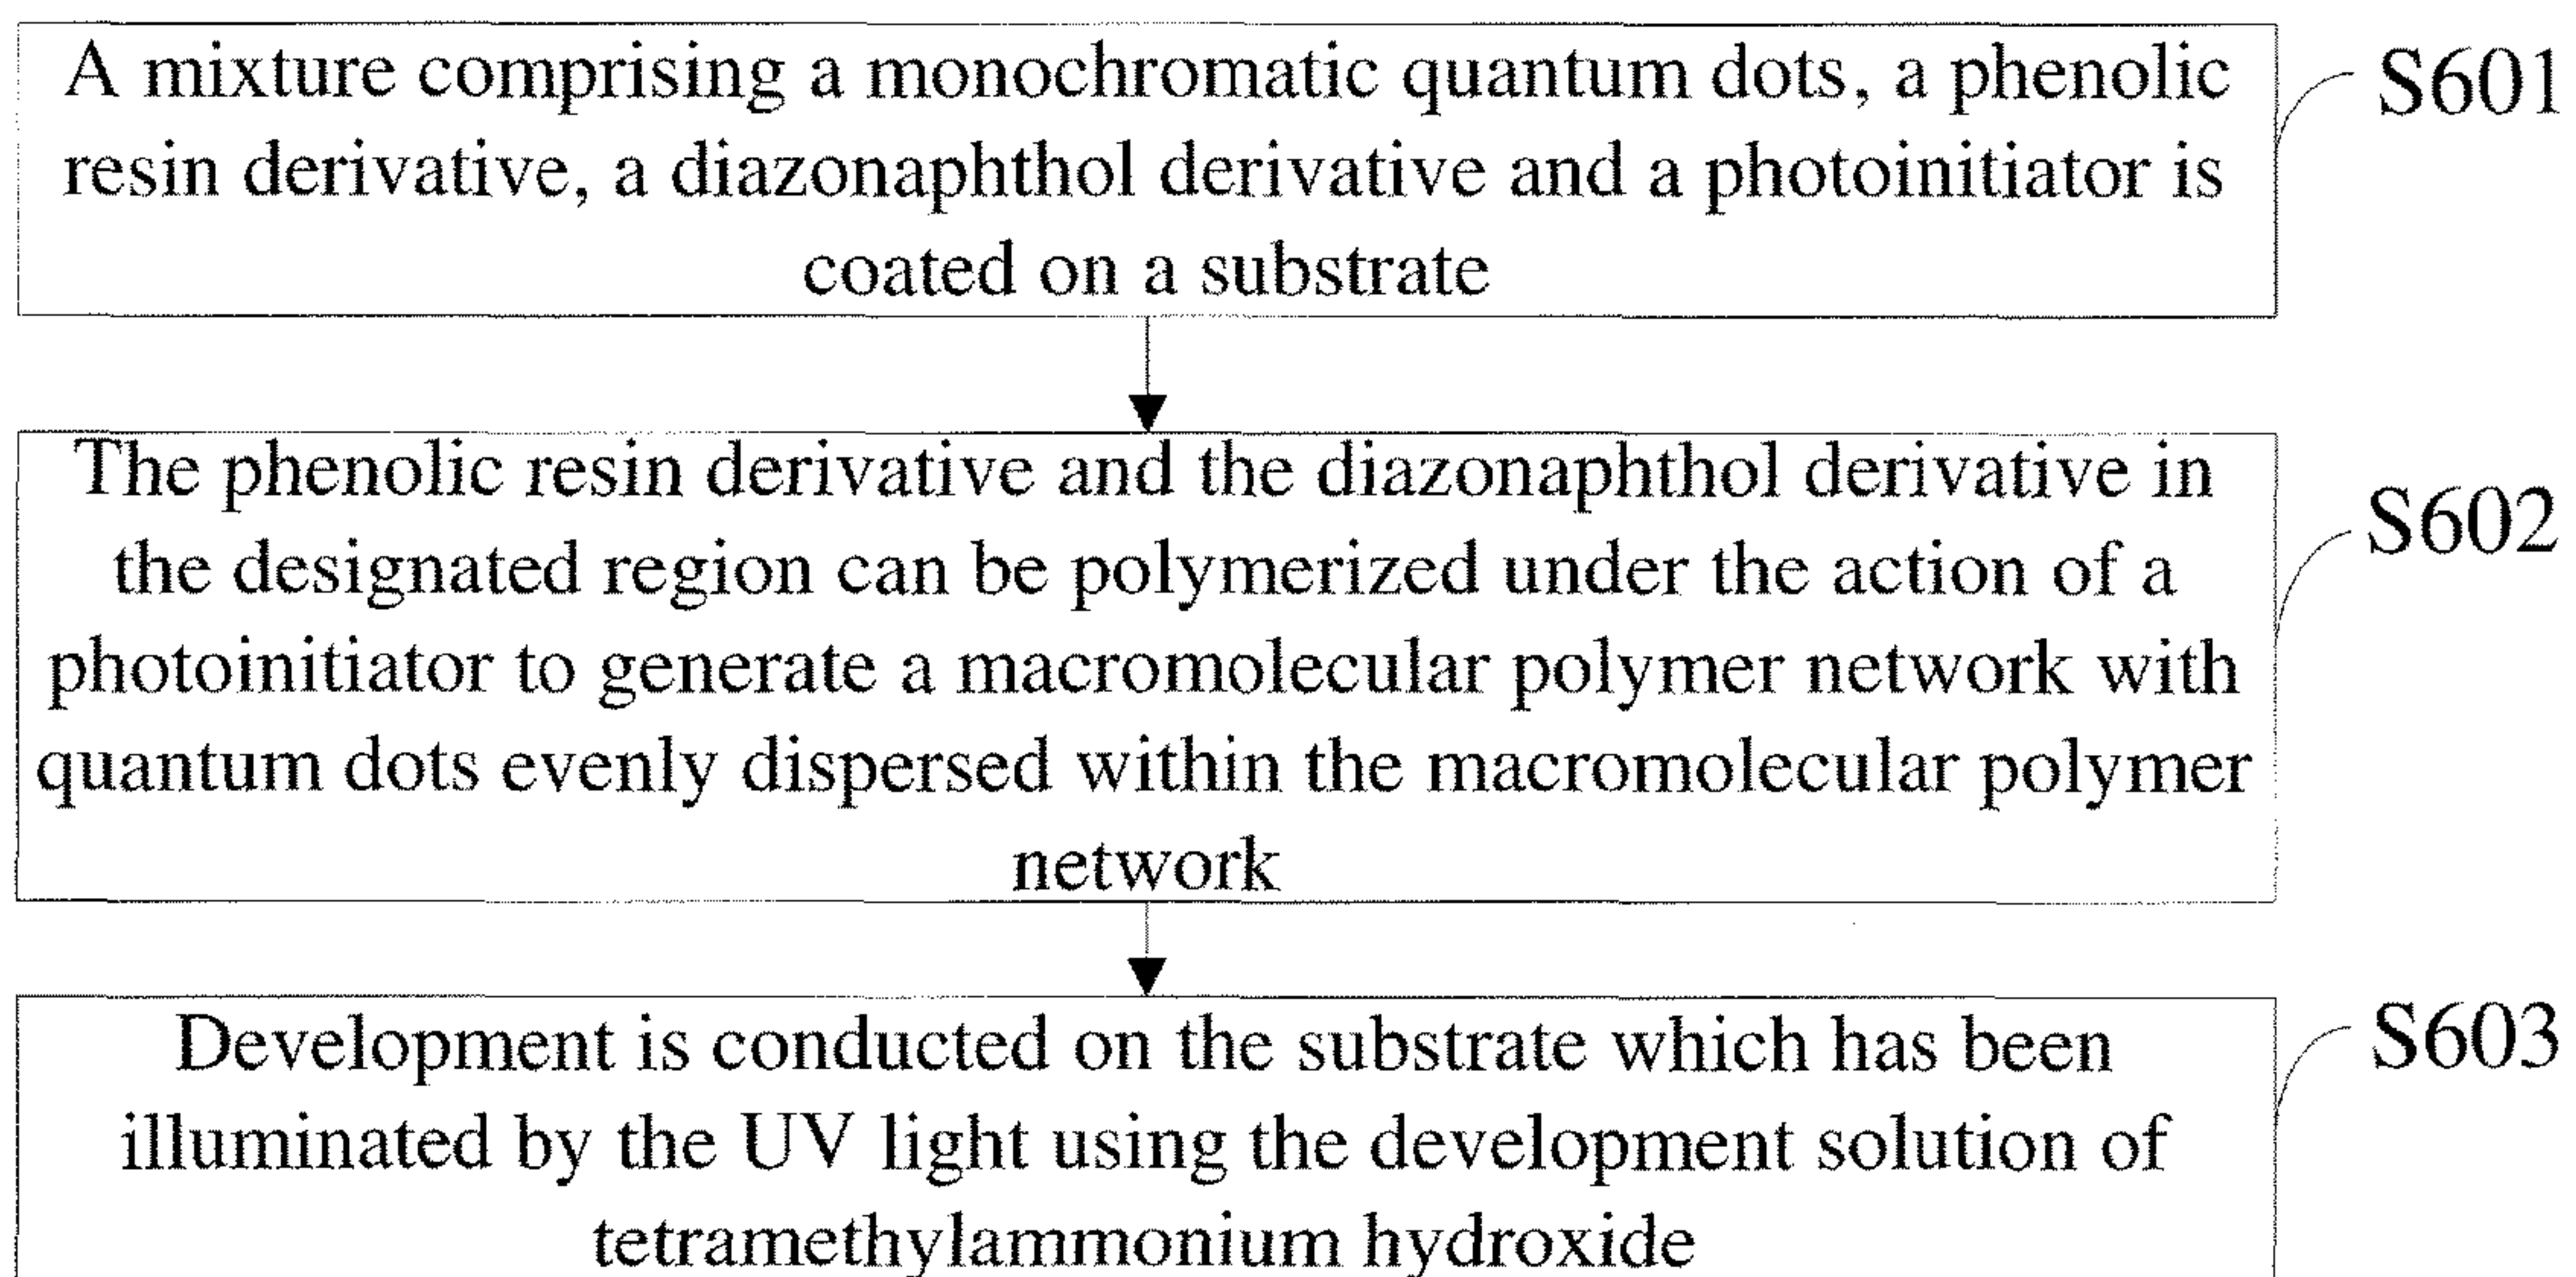 A mixture comprising a monochromatic quantum dots, a phenolic
resin derivative, a diazonaphthol derivative and a photoinitiator is
coated on a substrate
S601
The phenolic resin derivative and the diazonaphthol derivative in
the designated region can be polymerized under the action of a
photoinitiator to generate a macromolecular polymer network with
quantum dots evenly dispersed within the macromolecular polymer
network
S602
Development is conducted on the substrate which has been
illuminated by the UV light using the development solution of
tetramethylammonium hydroxide
S603